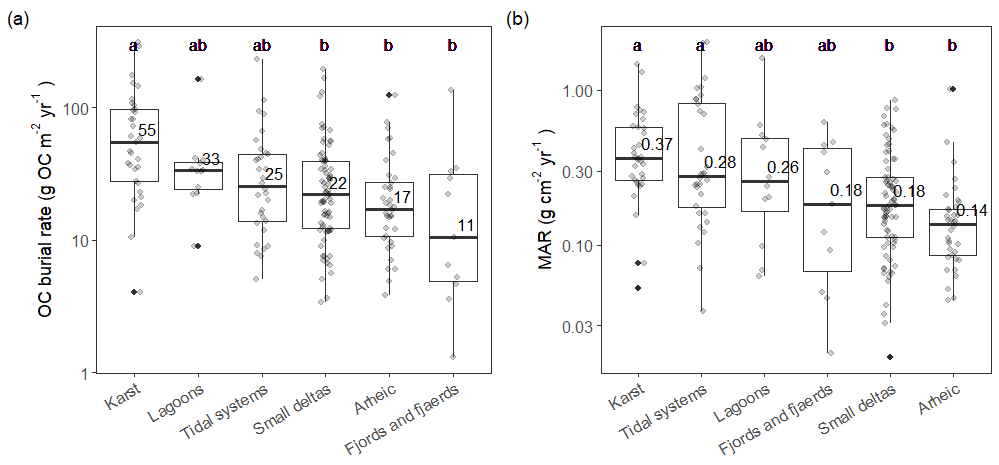 (a)
OC burial rate (g OC m-2 yr-1 )
100
10
1
a
ab
ab
b
b
b
55
33
25
22
17
11
Karst
Lagoons
Tidal systems
Small deltas
Arheic
Fjords and fjaerds
(b)
MAR (g cm-2 yr-1)
1.00
0.30
0.10
0.03
a
a
ab
ab
b
b
0.37
0.28
0.26
0.18
0.18
0.14
Karst
Tidal systems
Lagoons
Fjords and fjaerds
Small deltas
Arheic